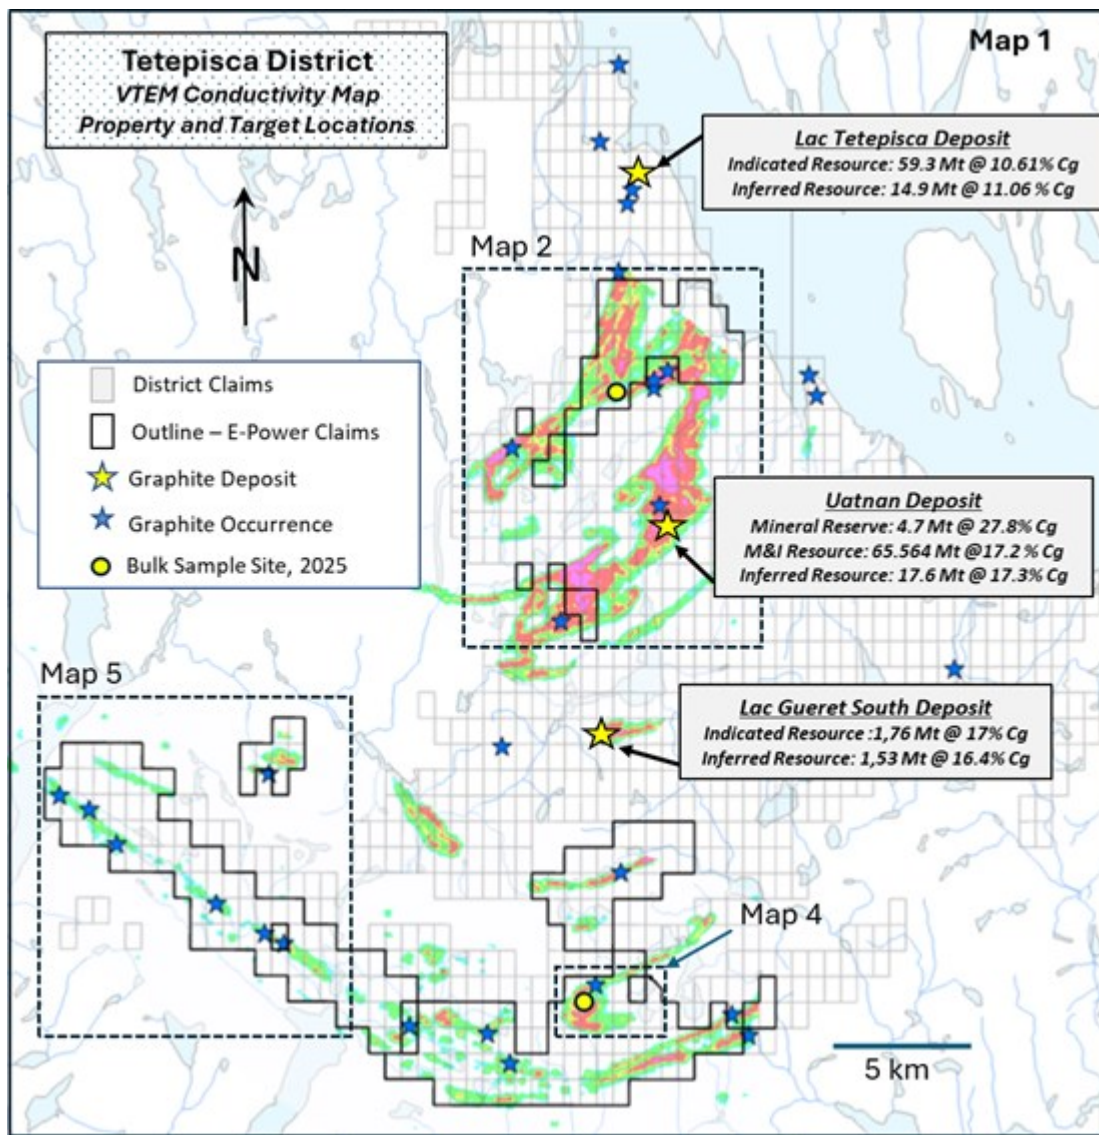 Map 1
Tetepisca District
VTEM Conductivity Map
Property and Target Locations
Lac Tetepisca Deposit
Indicated Resource: 59.3 Mt @ 10.61% Cg
Inferred Resource: 14.9 Mt @ 11.06 % Cg
N
Map 2
District Claims
Outline – E-Power Claims
Graphite Deposit
Graphite Occurrence
Bulk Sample Site, 2025
Uatnan Deposit
Mineral Reserve: 4.7 Mt @ 27.8% Cg
M&I Resource: 65.564 Mt @17.2 % Cg
Inferred Resource: 17.6 Mt @ 17.3% Cg
Map 5
Lac Gueret South Deposit
Indicated Resource :1,76 Mt @ 17% Cg
Inferred Resource: 1,53 Mt @ 16.4% Cg
Map 4
5 km